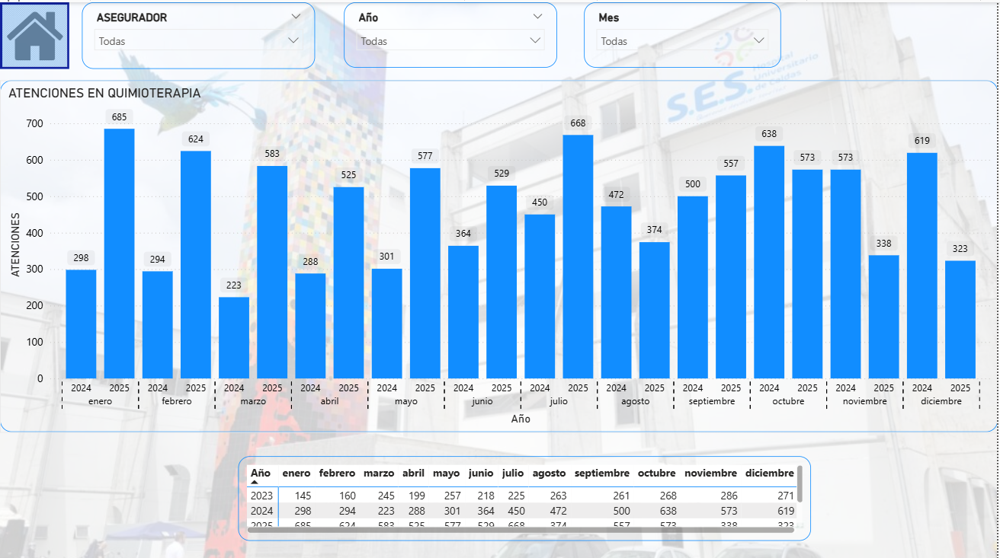 ASEGURADOR
Todas
Año
Todas
Mes
Todas
S.E.S. Hospital
Universitario
de Caldas
ATENCIONES EN QUIMIOTERAPIA
ATENCIONES
700
600
500
400
300
200
100
0
298 685 294 624 223 583 288 525 301 577 364 529 450 668 472 374 500 557 638 573 573 338 619 323
2024 2025 2024 2025 2024 2025 2024 2025 2024 2025 2024 2025 2024 2025 2024 2025 2024 2025 2024 2025 2024 2025 2024 2025
enero febrero marzo abril mayo junio julio agosto septiembre octubre noviembre diciembre
Año
Año enero febrero marzo abril mayo junio julio agosto septiembre octubre noviembre diciembre
2023 145 160 245 199 257 218 225 263 261 268 286 271
2024 298 294 223 288 301 364 450 472 500 638 573 619
2025 685 624 583 525 577 529 668 374 557 573 338 323